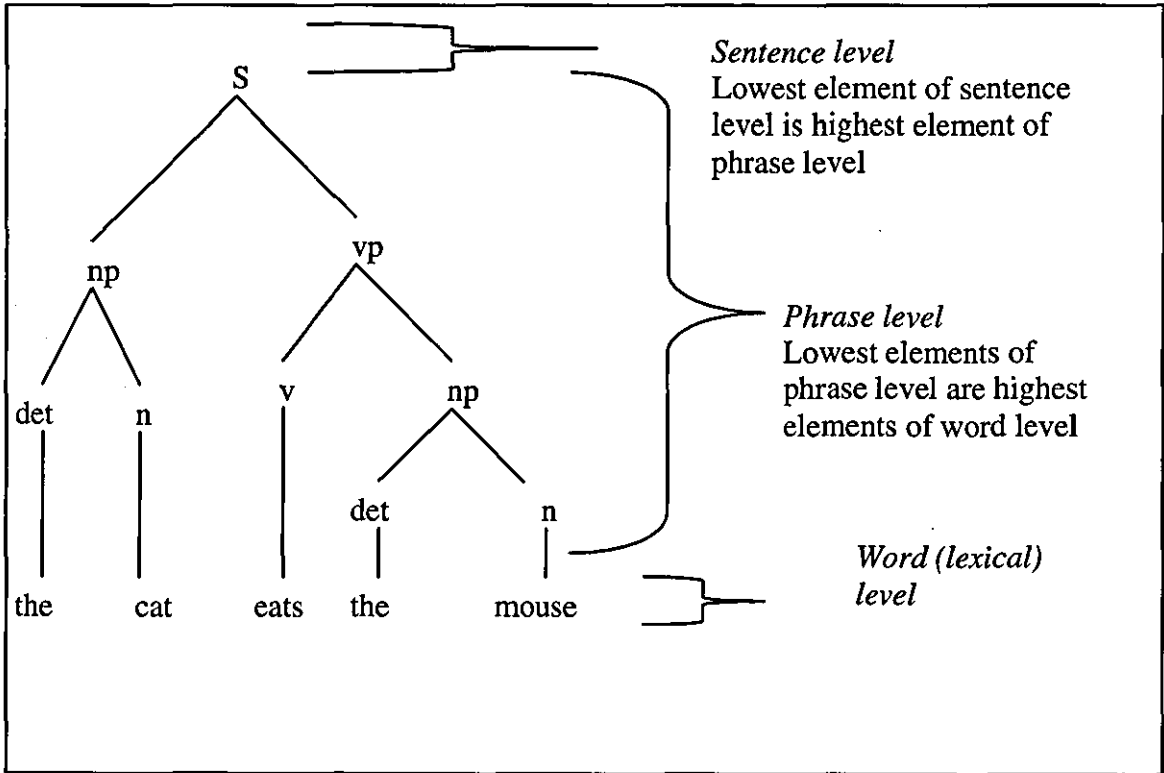 Sentence level
Lowest element of sentence
level is highest element of
phrase level
S
vp
np
Phrase level
Lowest elements of
phrase level are highest
elements of word level
v
np
det
n
det
n
Word (lexical)
level
the cat eats the mouse